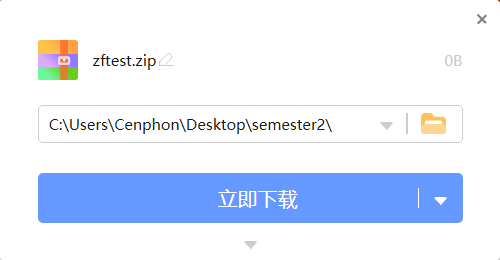 zftest.zip 0B
C:\Users\Cenphon\Desktop\semester2\
立即下载